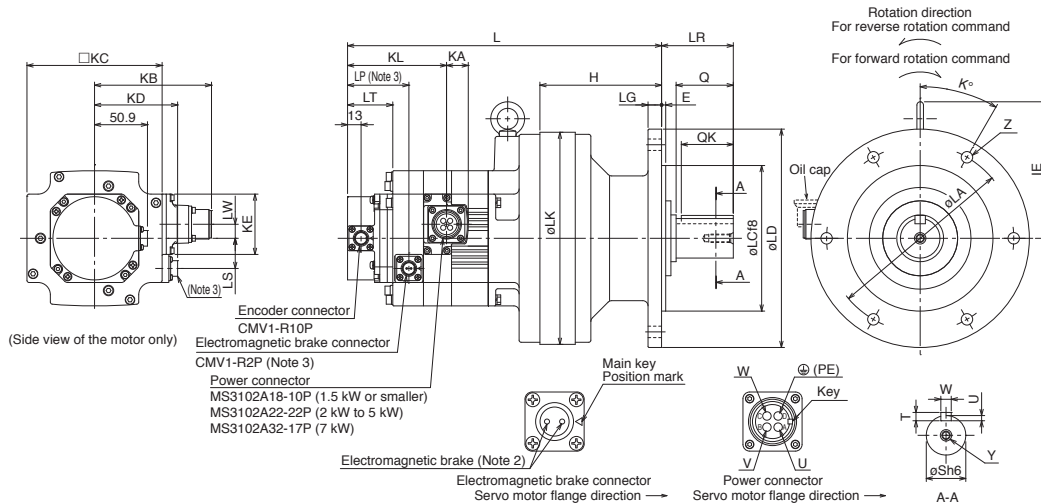 □KC
KB
KD
50.9
LW
KE
LS
(Note 3)
(Side view of the motor only)
L
LR
KL
KA
LP (Note 3)
LT
13
H
Q
LG
E
QK
A
A
øLK
øLCf8
øLD
Encoder connector
CMV1-R10P
Electromagnetic brake connector
CMV1-R2P (Note 3)
Power connector
MS3102A18-10P (1.5 kW or smaller)
MS3102A22-22P (2 kW to 5 kW)
MS3102A32-17P (7 kW)
Rotation direction
For reverse rotation command
For forward rotation command
K°
Z
IE
Oil cap
øLA
Main key
Position mark
Electromagnetic brake (Note 2)
Electromagnetic brake connector
Servo motor flange direction →
W
(PE)
Key
C
D
B
A
V
U
Power connector
Servo motor flange direction →
W
U
T
Y
øSh6
A-A